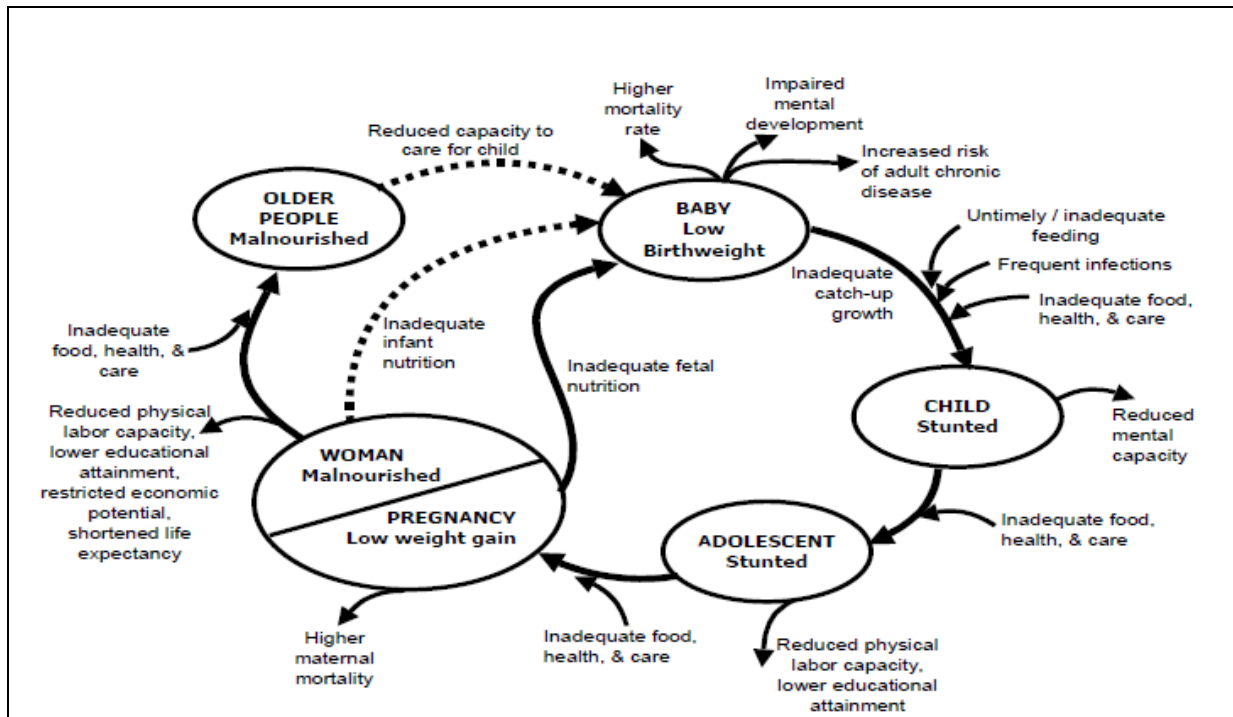 Higher
mortality
rate
Impaired
mental
development
Reduced capacity to
care for child
Increased risk
of adult chronic
disease
OLDER
PEOPLE
Malnourished
BABY
Low
Birthweight
Untimely / inadequate
feeding
Frequent infections
Inadequate food,
health, & care
Inadequate
catch-up
growth
Inadequate
food, health, &
care
Inadequate
infant
nutrition
Inadequate fetal
nutrition
CHILD
Stunted
Reduced
mental
capacity
Reduced physical
labor capacity,
lower educational
attainment,
restricted economic
potential,
shortened life
expectancy
WOMAN
Malnourished
PREGNANCY
Low weight gain
ADOLESCENT
Stunted
Inadequate food,
health, & care
Higher
maternal
mortality
Inadequate food,
health, & care
Reduced physical
labor capacity,
lower educational
attainment